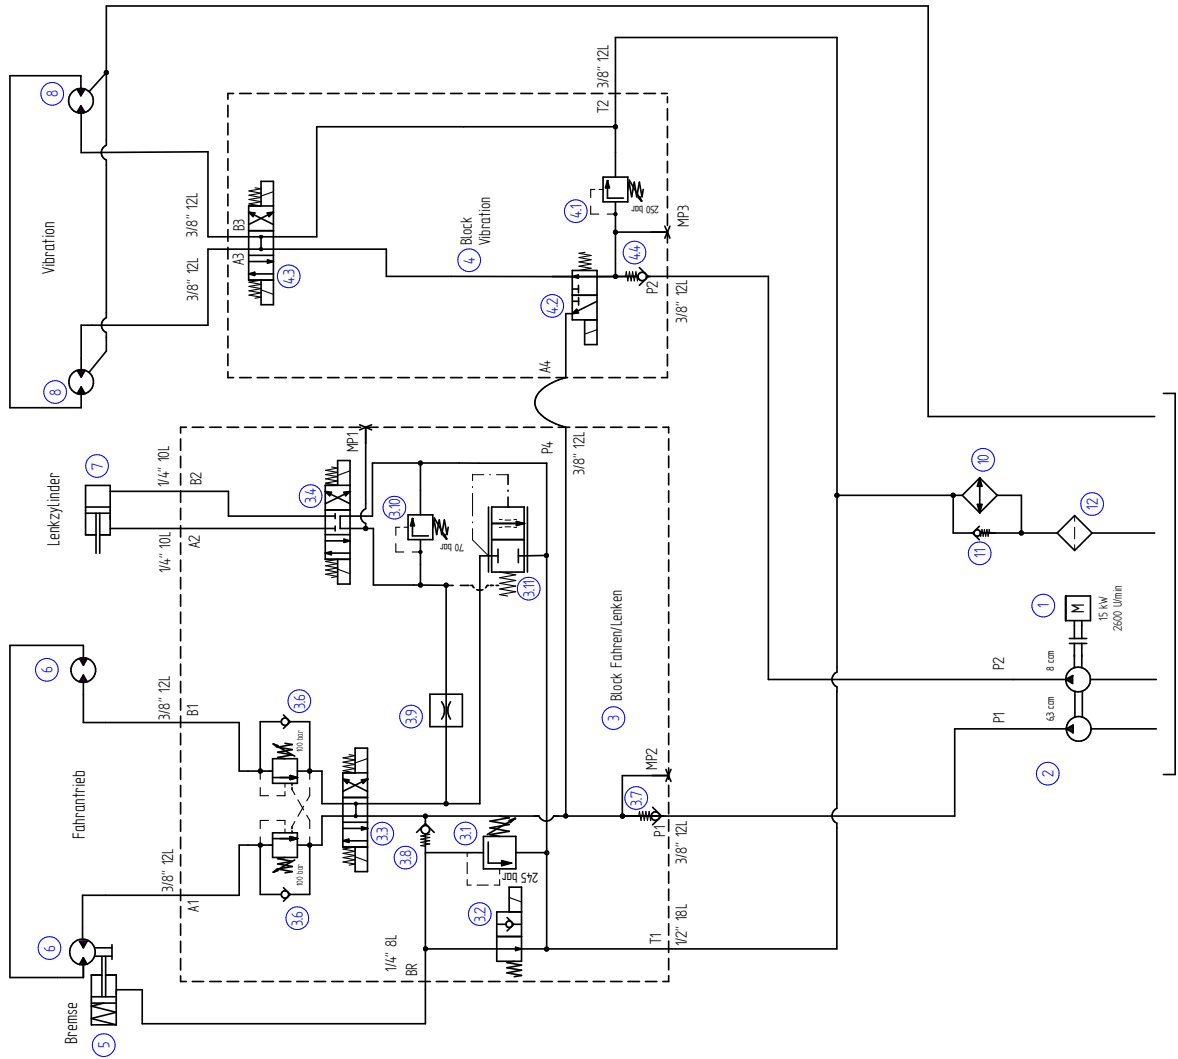 8
Vibration
8
3/8" 12L
3/8" 12L
B3
A3
4.3
4
Block
Vibration
T2
3/8" 12L
4.1
250 bar
MP3
4.4
P2
3/8" 12L
4.2
A4
Lenkzylinder
7
1/4" 10L
1/4" 10L
B2
A2
3.4
MP1
3.10
70 bar
P4
3/8" 12L
3.11
3
Block Fahren/Lenken
3.9
Fahrantrieb
6
6
3/8" 12L
B1
3.6
100 bar
3/8" 12L
A1
3.6
100 bar
3.3
3.8
3.1
245 bar
3.2
3.7
MP2
P1
3/8" 12L
T1
1/2" 18L
1/4" 8L
BR
Bremse
5
10
11
12
1
M
15 kW
2600 U/min
P2
8 ccm
P1
6,3 ccm
2